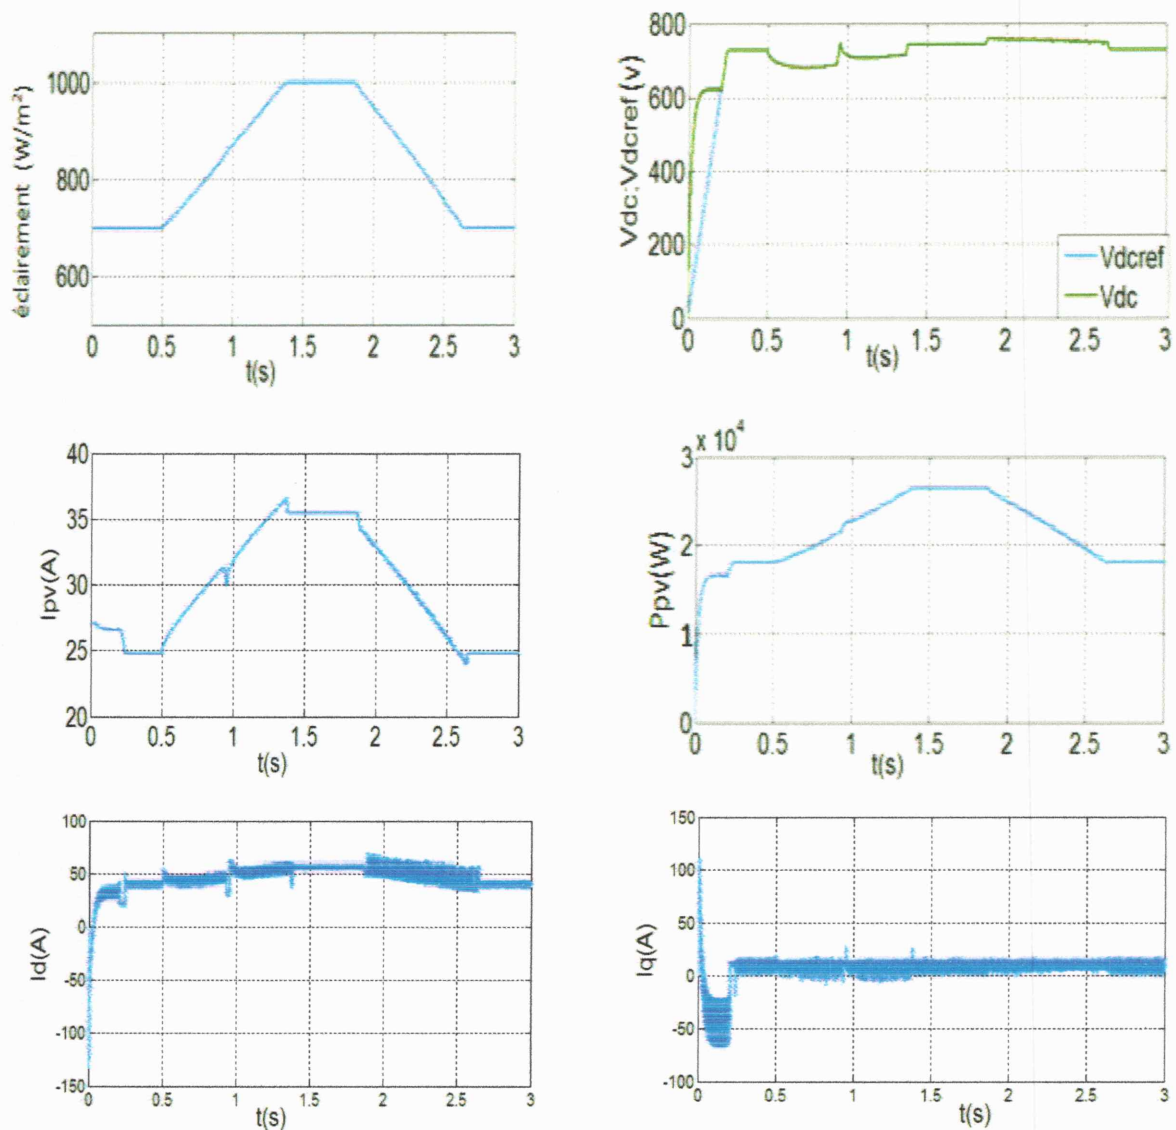 éclairement (W/m²)
1000
800
600
0 0.5 1 1.5 2 2.5 3
t(s)
Vdc;Vdcref(v)
800
600
400
200
0
Vdcref
Vdc
0 0.5 1 1.5 2 2.5 3
t(s)
Ipv(A)
40
35
30
25
20
0 0.5 1 1.5 2 2.5 3
t(s)
Ppv(W)
3 x 10⁴
2
1
0
0 0.5 1 1.5 2 2.5 3
t(s)
Id(A)
100
50
0
-50
-100
-150
0 0.5 1 1.5 2 2.5 3
t(s)
Iq(A)
150
100
50
0
-50
-100
0 0.5 1 1.5 2 2.5 3
t(s)